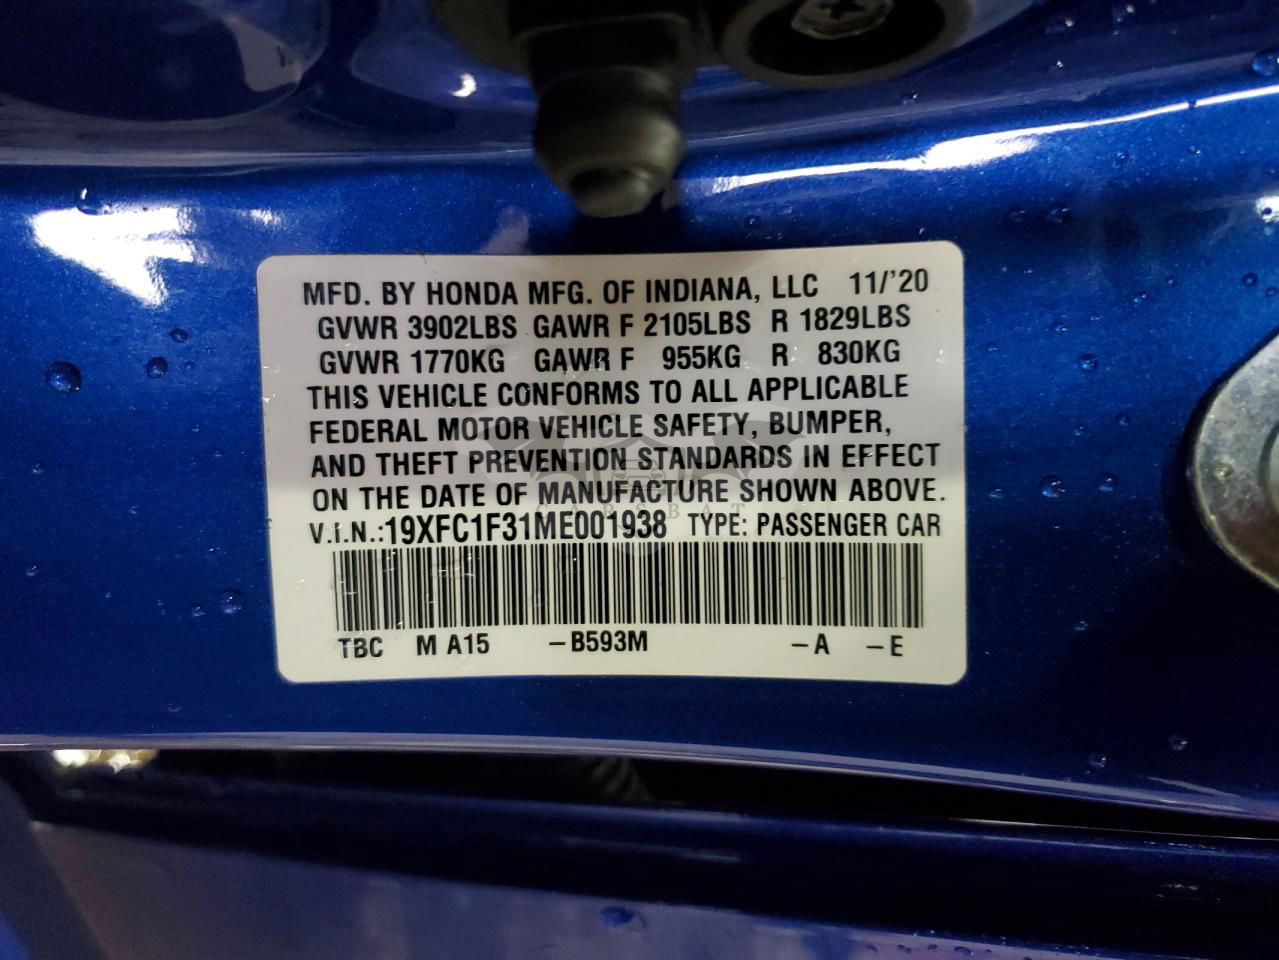 MFD. BY HONDA MFG. OF INDIANA, LLC 11/'20
GVWR 3902LBS GAWR F 2105LBS R 1829LBS
GVWR 1770KG GAWR F 955KG R 830KG
THIS VEHICLE CONFORMS TO ALL APPLICABLE
FEDERAL MOTOR VEHICLE SAFETY, BUMPER,
AND THEFT PREVENTION STANDARDS IN EFFECT
ON THE DATE OF MANUFACTURE SHOWN ABOVE.
CARSBAT
V.I.N.:19XFC1F31ME001938 TYPE: PASSENGER CAR
TBC M A15 -B593M -A -E